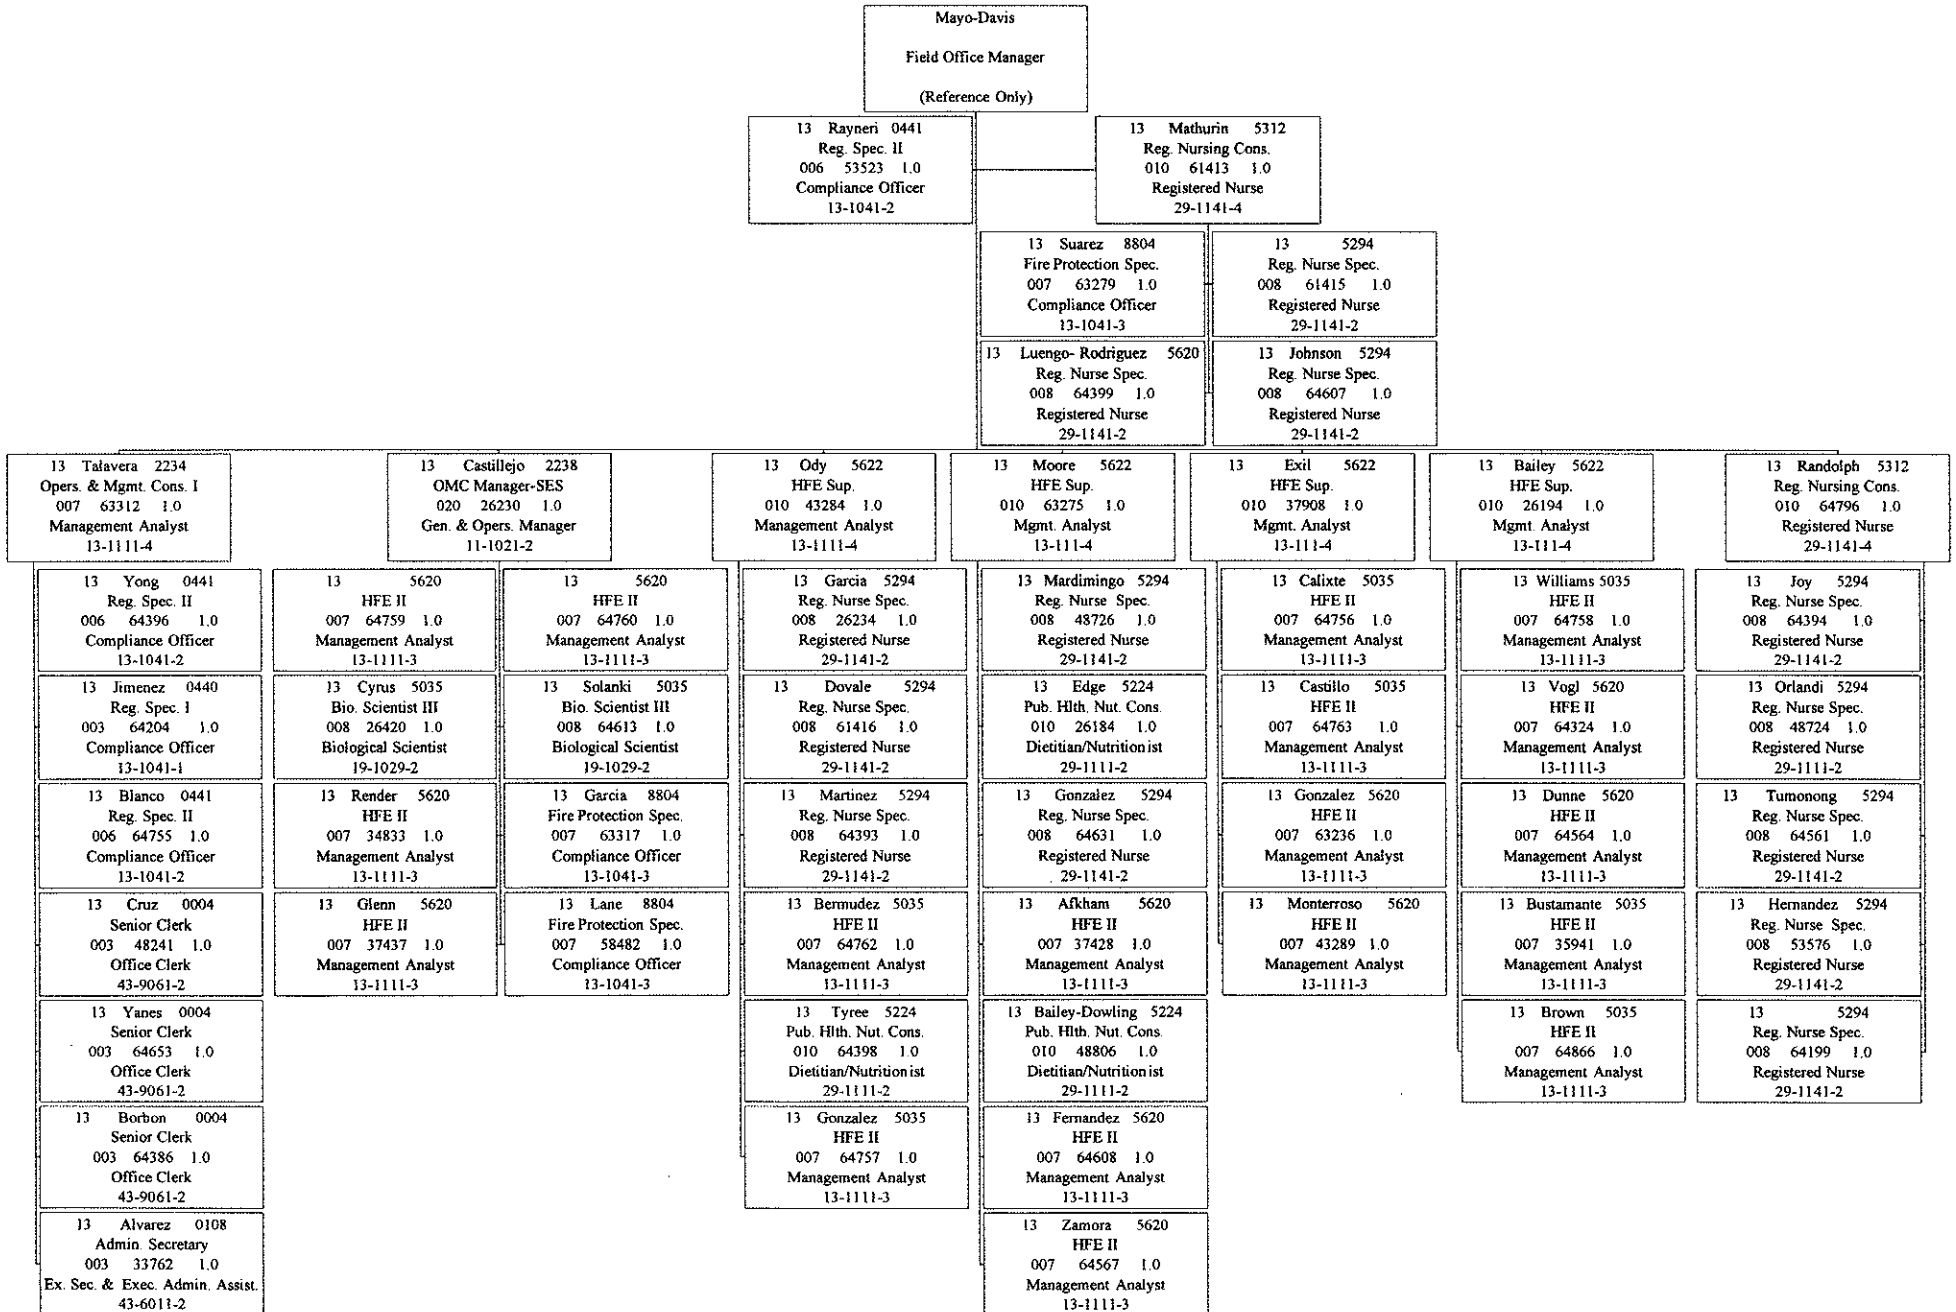 Mayo-Davis
Field Office Manager
(Reference Only)
13 Rayneri 0441
Reg. Spec. II
006 53523 1.0
Compliance Officer
13-1041-2
13 Mathurin 5312
Reg. Nursing Cons.
010 61413 1.0
Registered Nurse
29-1141-4
13 Suarez 8804
Fire Protection Spec.
007 63279 1.0
Compliance Officer
13-1041-3
13 5294
Reg. Nurse Spec.
008 61415 1.0
Registered Nurse
29-1141-2
13 Luengo- Rodriguez 5620
Reg. Nurse Spec.
008 64399 1.0
Registered Nurse
29-1141-2
13 Johnson 5294
Reg. Nurse Spec.
008 64607 1.0
Registered Nurse
29-1141-2
13 Talavera 2234
Opers. & Mgmt. Cons. I
007 63312 1.0
Management Analyst
13-1111-4
13 Castillejo 2238
OMC Manager-SES
020 26230 1.0
Gen. & Opers. Manager
11-1021-2
13 Ody 5622
HFE Sup.
010 43284 1.0
Management Analyst
13-1111-4
13 Moore 5622
HFE Sup.
010 63275 1.0
Mgmt. Analyst
13-111-4
13 Exil 5622
HFE Sup.
010 37908 1.0
Mgmt. Analyst
13-111-4
13 Bailey 5622
HFE Sup.
010 26194 1.0
Mgmt. Analyst
13-111-4
13 Randolph 5312
Reg. Nursing Cons.
010 64796 1.0
Registered Nurse
29-1141-4
13 Yong 0441
Reg. Spec. II
006 64396 1.0
Compliance Officer
13-1041-2
13 Jimenez 0440
Reg. Spec. I
003 64204 1.0
Compliance Officer
13-1041-1
13 Blanco 0441
Reg. Spec. II
006 64755 1.0
Compliance Officer
13-1041-2
13 Cruz 0004
Senior Clerk
003 48241 1.0
Office Clerk
43-9061-2
13 Yanes 0004
Senior Clerk
003 64653 1.0
Office Clerk
43-9061-2
13 Borbon 0004
Senior Clerk
003 64386 1.0
Office Clerk
43-9061-2
13 Alvarez 0108
Admin. Secretary
003 33762 1.0
Ex. Sec. & Exec. Admin. Assist.
43-6011-2
13 5620
HFE II
007 64759 1.0
Management Analyst
13-1111-3
13 Cyrus 5035
Bio. Scientist III
008 26420 1.0
Biological Scientist
19-1029-2
13 Render 5620
HFE II
007 34833 1.0
Management Analyst
13-1111-3
13 Glenn 5620
HFE II
007 37437 1.0
Management Analyst
13-1111-3
13 5620
HFE II
007 64760 1.0
Management Analyst
13-1111-3
13 Solanki 5035
Bio. Scientist III
008 64613 1.0
Biological Scientist
19-1029-2
13 Garcia 8804
Fire Protection Spec.
007 63317 1.0
Compliance Officer
13-1041-3
13 Lane 8804
Fire Protection Spec.
007 58482 1.0
Compliance Officer
13-1041-3
13 Garcia 5294
Reg. Nurse Spec.
008 26234 1.0
Registered Nurse
29-1141-2
13 Dovale 5294
Reg. Nurse Spec.
008 61416 1.0
Registered Nurse
29-1141-2
13 Martinez 5294
Reg. Nurse Spec.
008 64393 1.0
Registered Nurse
29-1141-2
13 Bermudez 5035
HFE II
007 64762 1.0
Management Analyst
13-1111-3
13 Tyree 5224
Pub. Hlth. Nut. Cons.
010 64398 1.0
Dietitian/Nutritionist
29-1111-2
13 Gonzalez 5035
HFE II
007 64757 1.0
Management Analyst
13-1111-3
13 Mardimingo 5294
Reg. Nurse Spec.
008 48726 1.0
Registered Nurse
29-1141-2
13 Edge 5224
Pub. Hlth. Nut. Cons.
010 26184 1.0
Dietitian/Nutritionist
29-1111-2
13 Gonzalez 5294
Reg. Nurse Spec.
008 64631 1.0
Registered Nurse
29-1141-2
13 Afkham 5620
HFE II
007 37428 1.0
Management Analyst
13-1111-3
13 Bailey-Dowling 5224
Pub. Hlth. Nut. Cons.
010 48806 1.0
Dietitian/Nutritionist
29-1111-2
13 Fernandez 5620
HFE II
007 64608 1.0
Management Analyst
13-1111-3
13 Zamora 5620
HFE II
007 64567 1.0
Management Analyst
13-1111-3
13 Calixte 5035
HFE II
007 64756 1.0
Management Analyst
13-1111-3
13 Castillo 5035
HFE II
007 64763 1.0
Management Analyst
13-1111-3
13 Gonzalez 5620
HFE II
007 63236 1.0
Management Analyst
13-1111-3
13 Monterroso 5620
HFE II
007 43289 1.0
Management Analyst
13-1111-3
13 Williams 5035
HFE II
007 64758 1.0
Management Analyst
13-1111-3
13 Vogl 5620
HFE II
007 64324 1.0
Management Analyst
13-1111-3
13 Dunne 5620
HFE II
007 64564 1.0
Management Analyst
13-1111-3
13 Bustamante 5035
HFE II
007 35941 1.0
Management Analyst
13-1111-3
13 Brown 5035
HFE II
007 64866 1.0
Management Analyst
13-1111-3
13 Joy 5294
Reg. Nurse Spec.
008 64394 1.0
Registered Nurse
29-1141-2
13 Orlandi 5294
Reg. Nurse Spec.
008 48724 1.0
Registered Nurse
29-1111-2
13 Tumonong 5294
Reg. Nurse Spec.
008 64561 1.0
Registered Nurse
29-1141-2
13 Hernandez 5294
Reg. Nurse Spec.
008 53576 1.0
Registered Nurse
29-1141-2
13 5294
Reg. Nurse Spec.
008 64199 1.0
Registered Nurse
29-1141-2